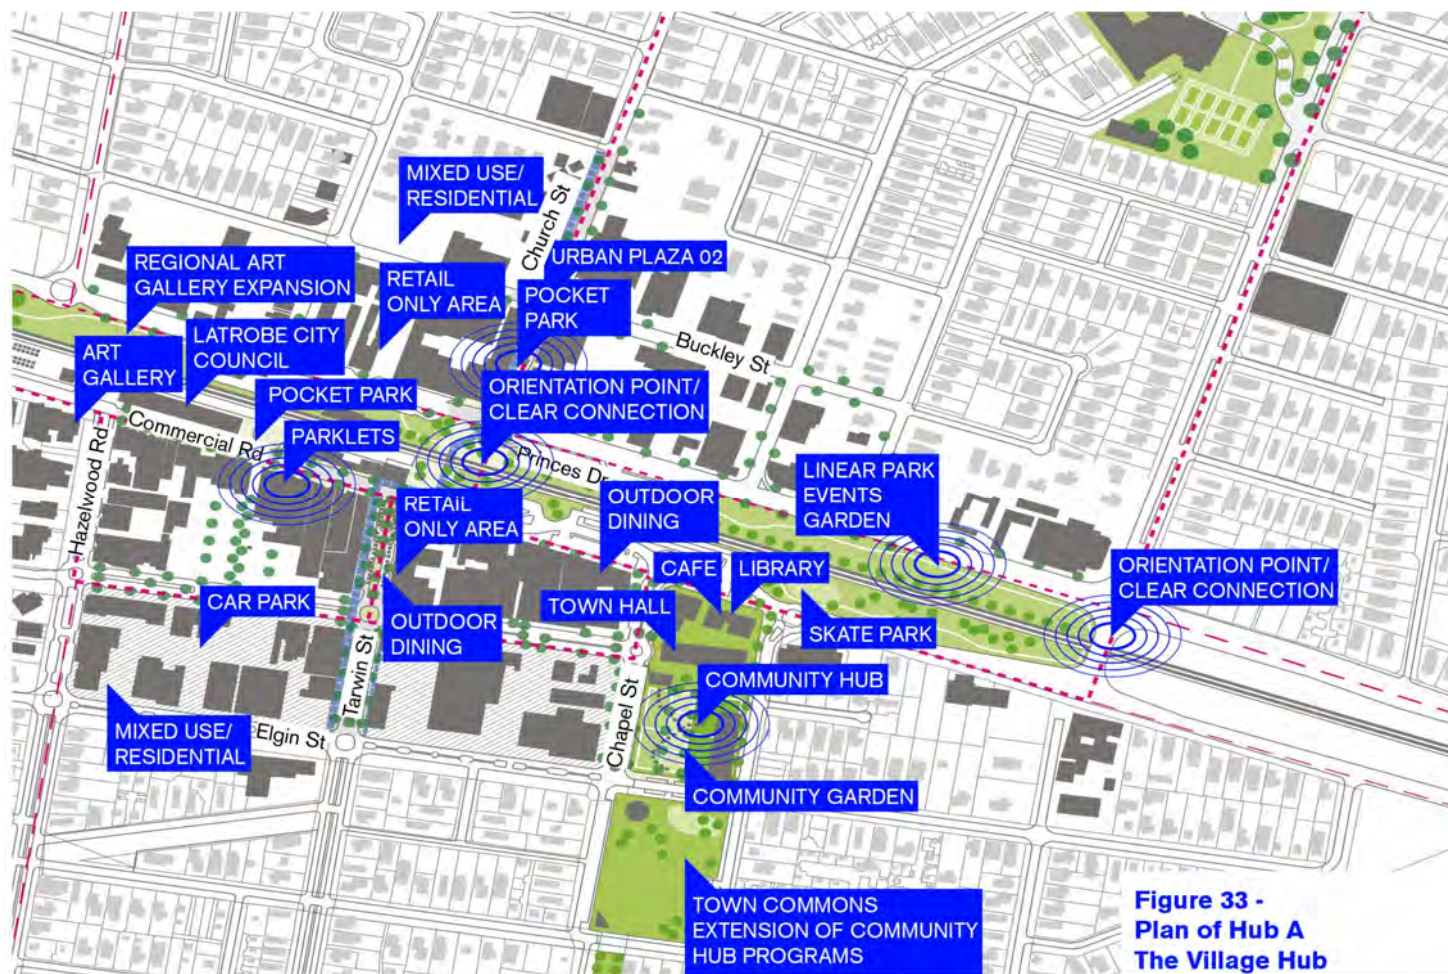 MIXED USE/
RESIDENTIAL
Church St
URBAN PLAZA 02
REGIONAL ART
GALLERY EXPANSION
RETAIL
ONLY AREA
POCKET
PARK
LATROBE CITY
COUNCIL
ART
GALLERY
Buckley St
POCKET PARK
ORIENTATION POINT/
CLEAR CONNECTION
Commercial Rd
PARKLETS
Princes Dr
Hazelwood Rd
RETAiL
ONLY AREA
OUTDOOR
DINING
LINEAR PARK
EVENTS
GARDEN
CAFE
LIBRARY
ORIENTATION POINT/
CLEAR CONNECTION
CAR PARK
TOWN HALL
OUTDOOR
DINING
SKATE PARK
Tarwin St
COMMUNITY HUB
Chapel St
MIXED USE/
RESIDENTIAL
Elgin St
COMMUNITY GARDEN
TOWN COMMONS
EXTENSION OF COMMUNITY
HUB PROGRAMS
Figure 33 -
Plan of Hub A
The Village Hub